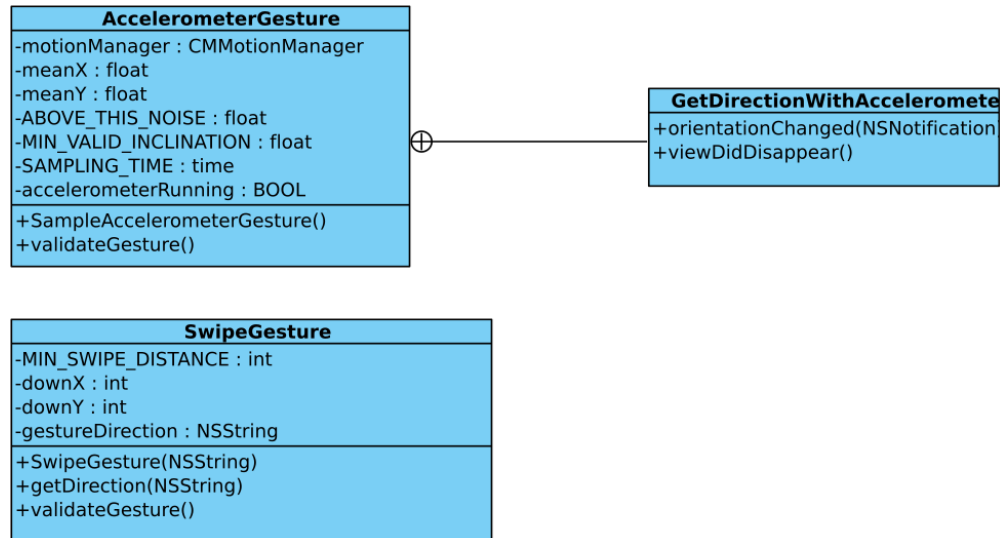 AccelerometerGesture
-motionManager : CMMotionManager
-meanX : float
-meanY : float
-ABOVE_THIS_NOISE : float
-MIN_VALID_INCLINATION : float
-SAMPLING_TIME : time
-accelerometerRunning : BOOL
+SampleAccelerometerGesture()
+validateGesture()
GetDirectionWithAcceleromete
+orientationChanged(NSNotification)
+viewDidDisappear()
SwipeGesture
-MIN_SWIPE_DISTANCE : int
-downX : int
-downY : int
-gestureDirection : NSString
+SwipeGesture(NSString)
+getDirection(NSString)
+validateGesture()